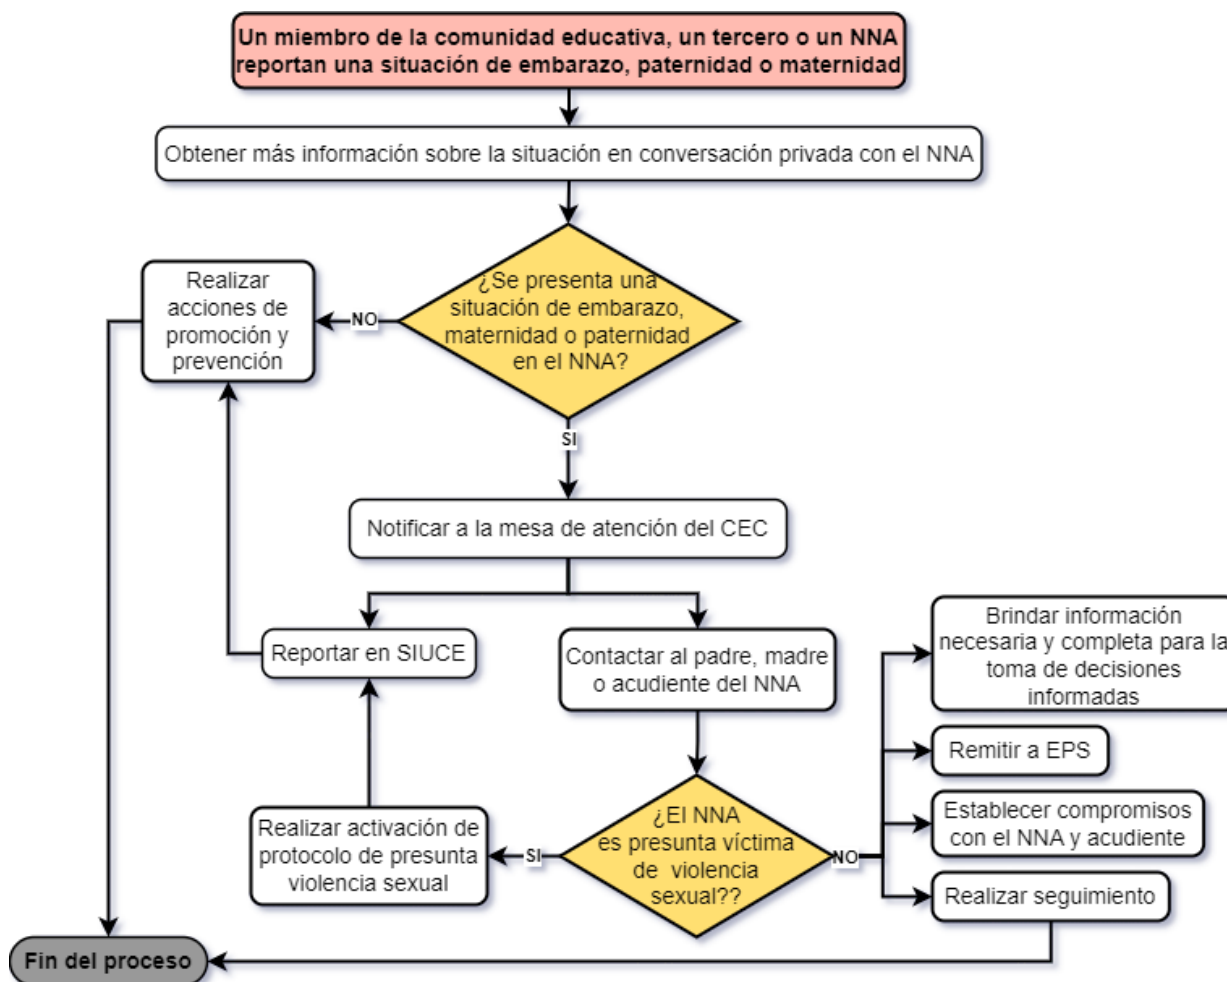 Un miembro de la comunidad educativa, un tercero o un NNA
reportan una situación de embarazo, paternidad o maternidad
Obtener más información sobre la situación en conversación privada con el NNA
¿Se presenta una
situación de embarazo,
maternidad o paternidad
en el NNA?
NO
Realizar
acciones de
promoción y
prevención
SI
Notificar a la mesa de atención del CEC
Reportar en SIUCE
Contactar al padre, madre
o acudiente del NNA
Brindar información
necesaria y completa para la
toma de decisiones
informadas
Remitir a EPS
Establecer compromisos
con el NNA y acudiente
Realizar seguimiento
¿El NNA
es presunta víctima
de violencia
sexual??
NO
SI
Realizar activación de
protocolo de presunta
violencia sexual
Fin del proceso